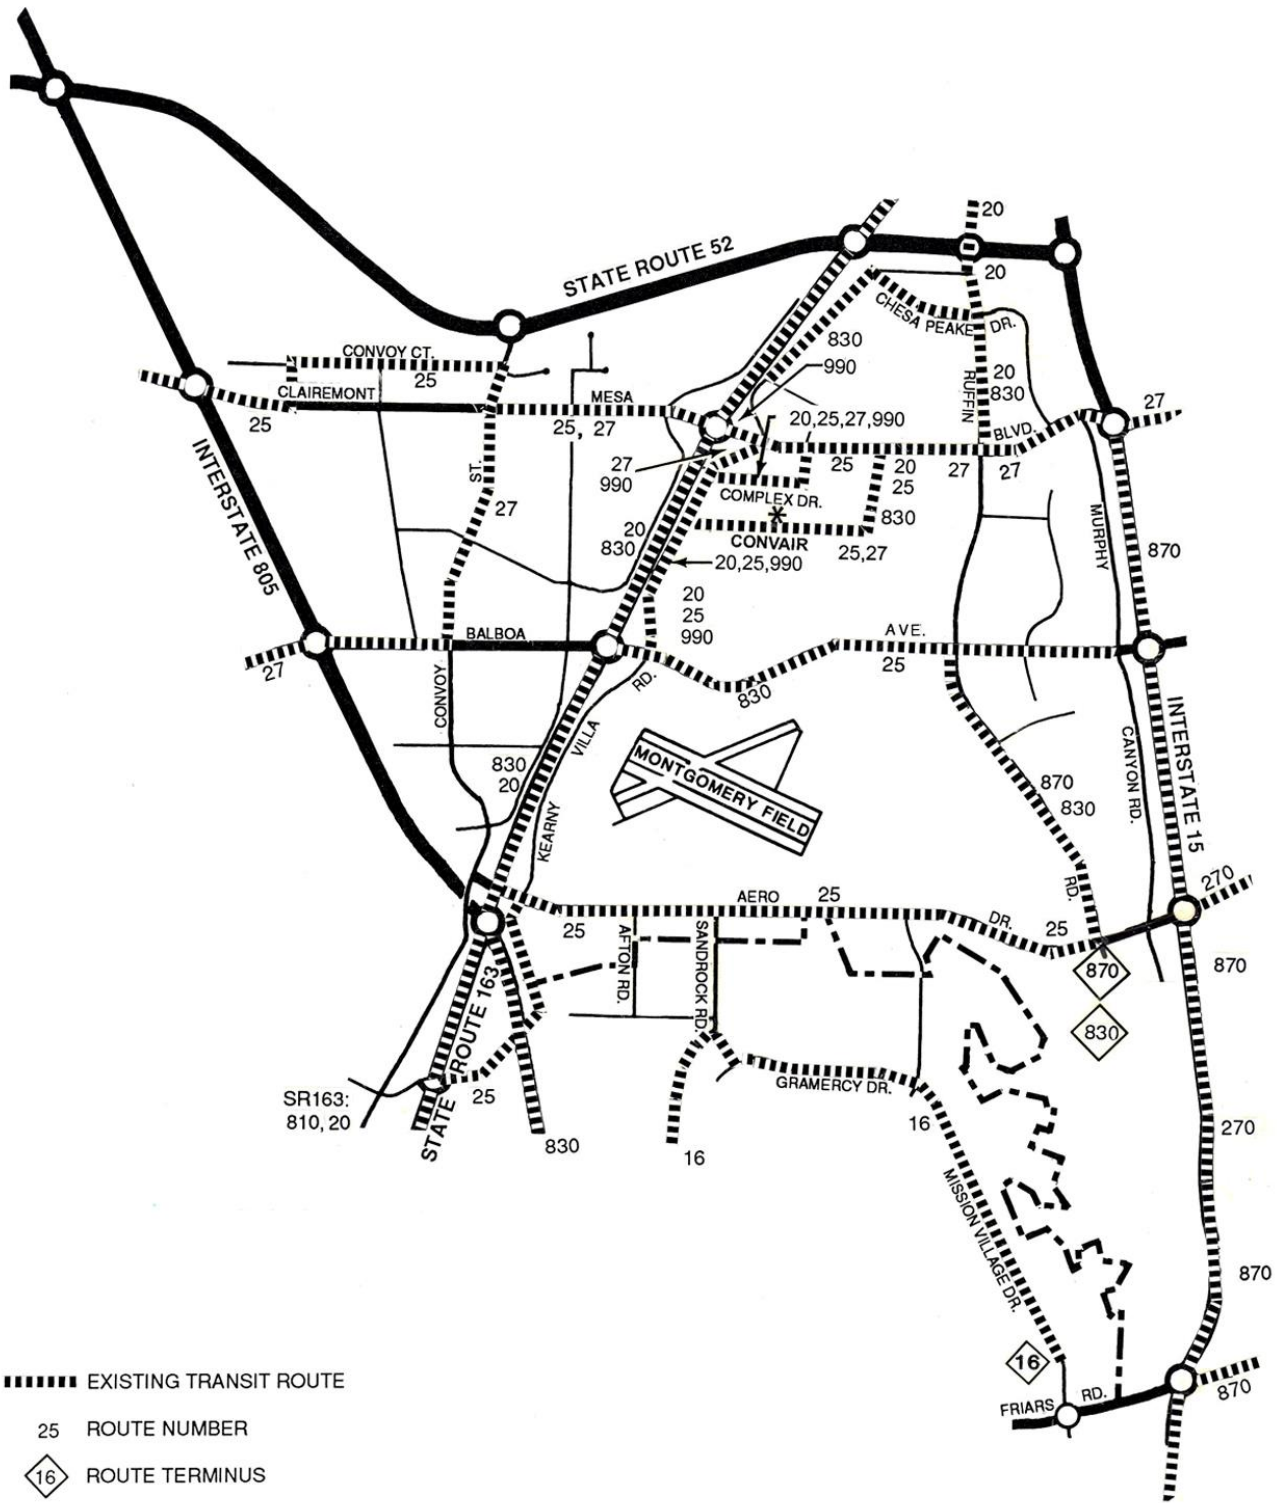 20
STATE ROUTE 52
20
CHESA PEAKE DR.
830
CONVOY CT.
25
990
RUFFIN
20
830
CLAIREMONT
MESA
25
25, 27
20,25,27,990
BLVD.
27
INTERSTATE 805
ST.
27
990
25
20
25
27
27
COMPLEX DR.
*
830
27
CONVAIR
25,27
20
830
20,25,990
MURPHY
870
20
25
990
BALBOA
AVE.
25
27
RD.
830
CONVOY
VILLA
830
20
MONTGOMERY FIELD
870
830
CANYON RD.
INTERSTATE 15
KEARNY
RD.
270
AERO
25
DR.
25
25
AFTON RD.
SANDROCK RD.
870
870
830
STATE ROUTE 163
GRAMERCY DR.
25
SR163:
810, 20
830
16
16
270
MISSION VILLAGE DR.
870
16
FRIARS RD.
870
EXISTING TRANSIT ROUTE
25 ROUTE NUMBER
16 ROUTE TERMINUS